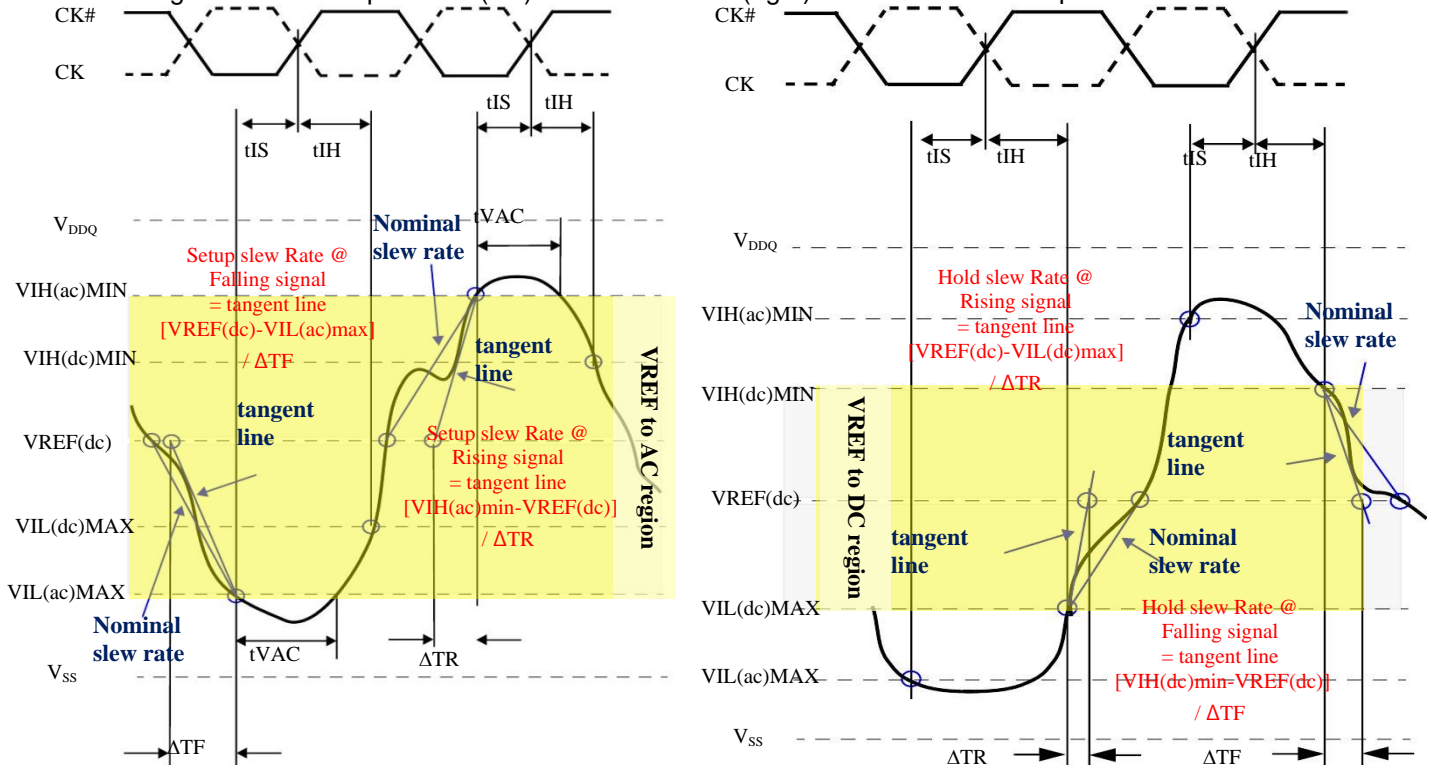 CK#
CK
tIS
tIH
tIS
tIH
V_DDQ
VIH(ac)MIN
VIH(dc)MIN
VREF(dc)
VIL(dc)MAX
VIL(ac)MAX
V_SS
Setup slew Rate @
Falling signal
= tangent line
[VREF(dc)-VIL(ac)max]
/ ΔTF
Nominal
slew rate
tVAC
tangent
line
tangent
line
Setup slew Rate @
Rising signal
= tangent line
[VIH(ac)min-VREF(dc)]
/ ΔTR
VREF to AC region
Nominal
slew rate
tVAC
ΔTR
ΔTF
CK#
CK
tIS
tIH
tIS
tIH
V_DDQ
VIH(ac)MIN
VIH(dc)MIN
VREF(dc)
VIL(dc)MAX
VIL(ac)MAX
V_SS
Hold slew Rate @
Rising signal
= tangent line
[VREF(dc)-VIL(dc)max]
/ ΔTR
Nominal
slew rate
VREF to DC region
tangent
line
tangent
line
Nominal
slew rate
Hold slew Rate @
Falling signal
= tangent line
[VIH(dc)min-VREF(dc)]
/ ΔTF
ΔTR
ΔTF